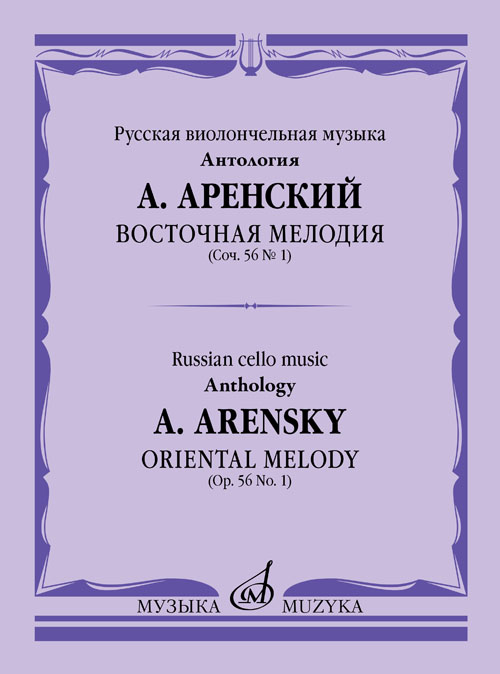 Русская виолончельная музыка
Антология
А. АРЕНСКИЙ
ВОСТОЧНАЯ МЕЛОДИЯ
(Соч. 56 № 1)
Russian cello music
Anthology
A. ARENSKY
ORIENTAL MELODY
(Op. 56 No. 1)
МУЗЫКА М MUZYKA